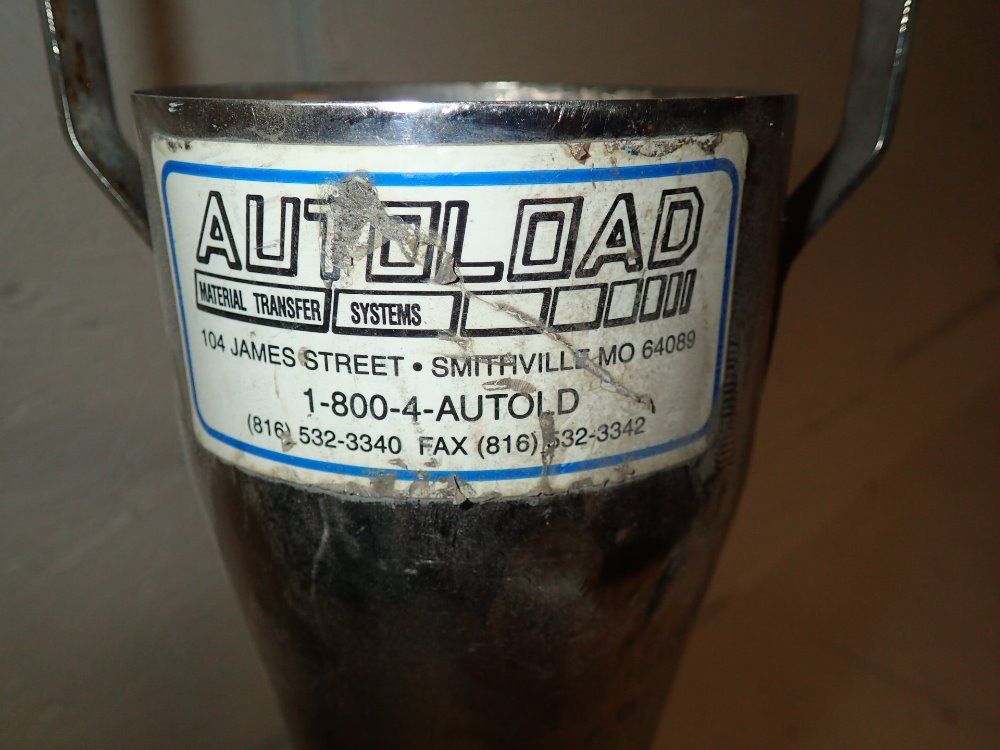 AUTOLOAD
MATERIAL TRANSFER SYSTEMS
104 JAMES STREET • SMITHVILLE MO 64089
1-800-4-AUTOLD
(816) 532-3340 FAX (816) 532-3342